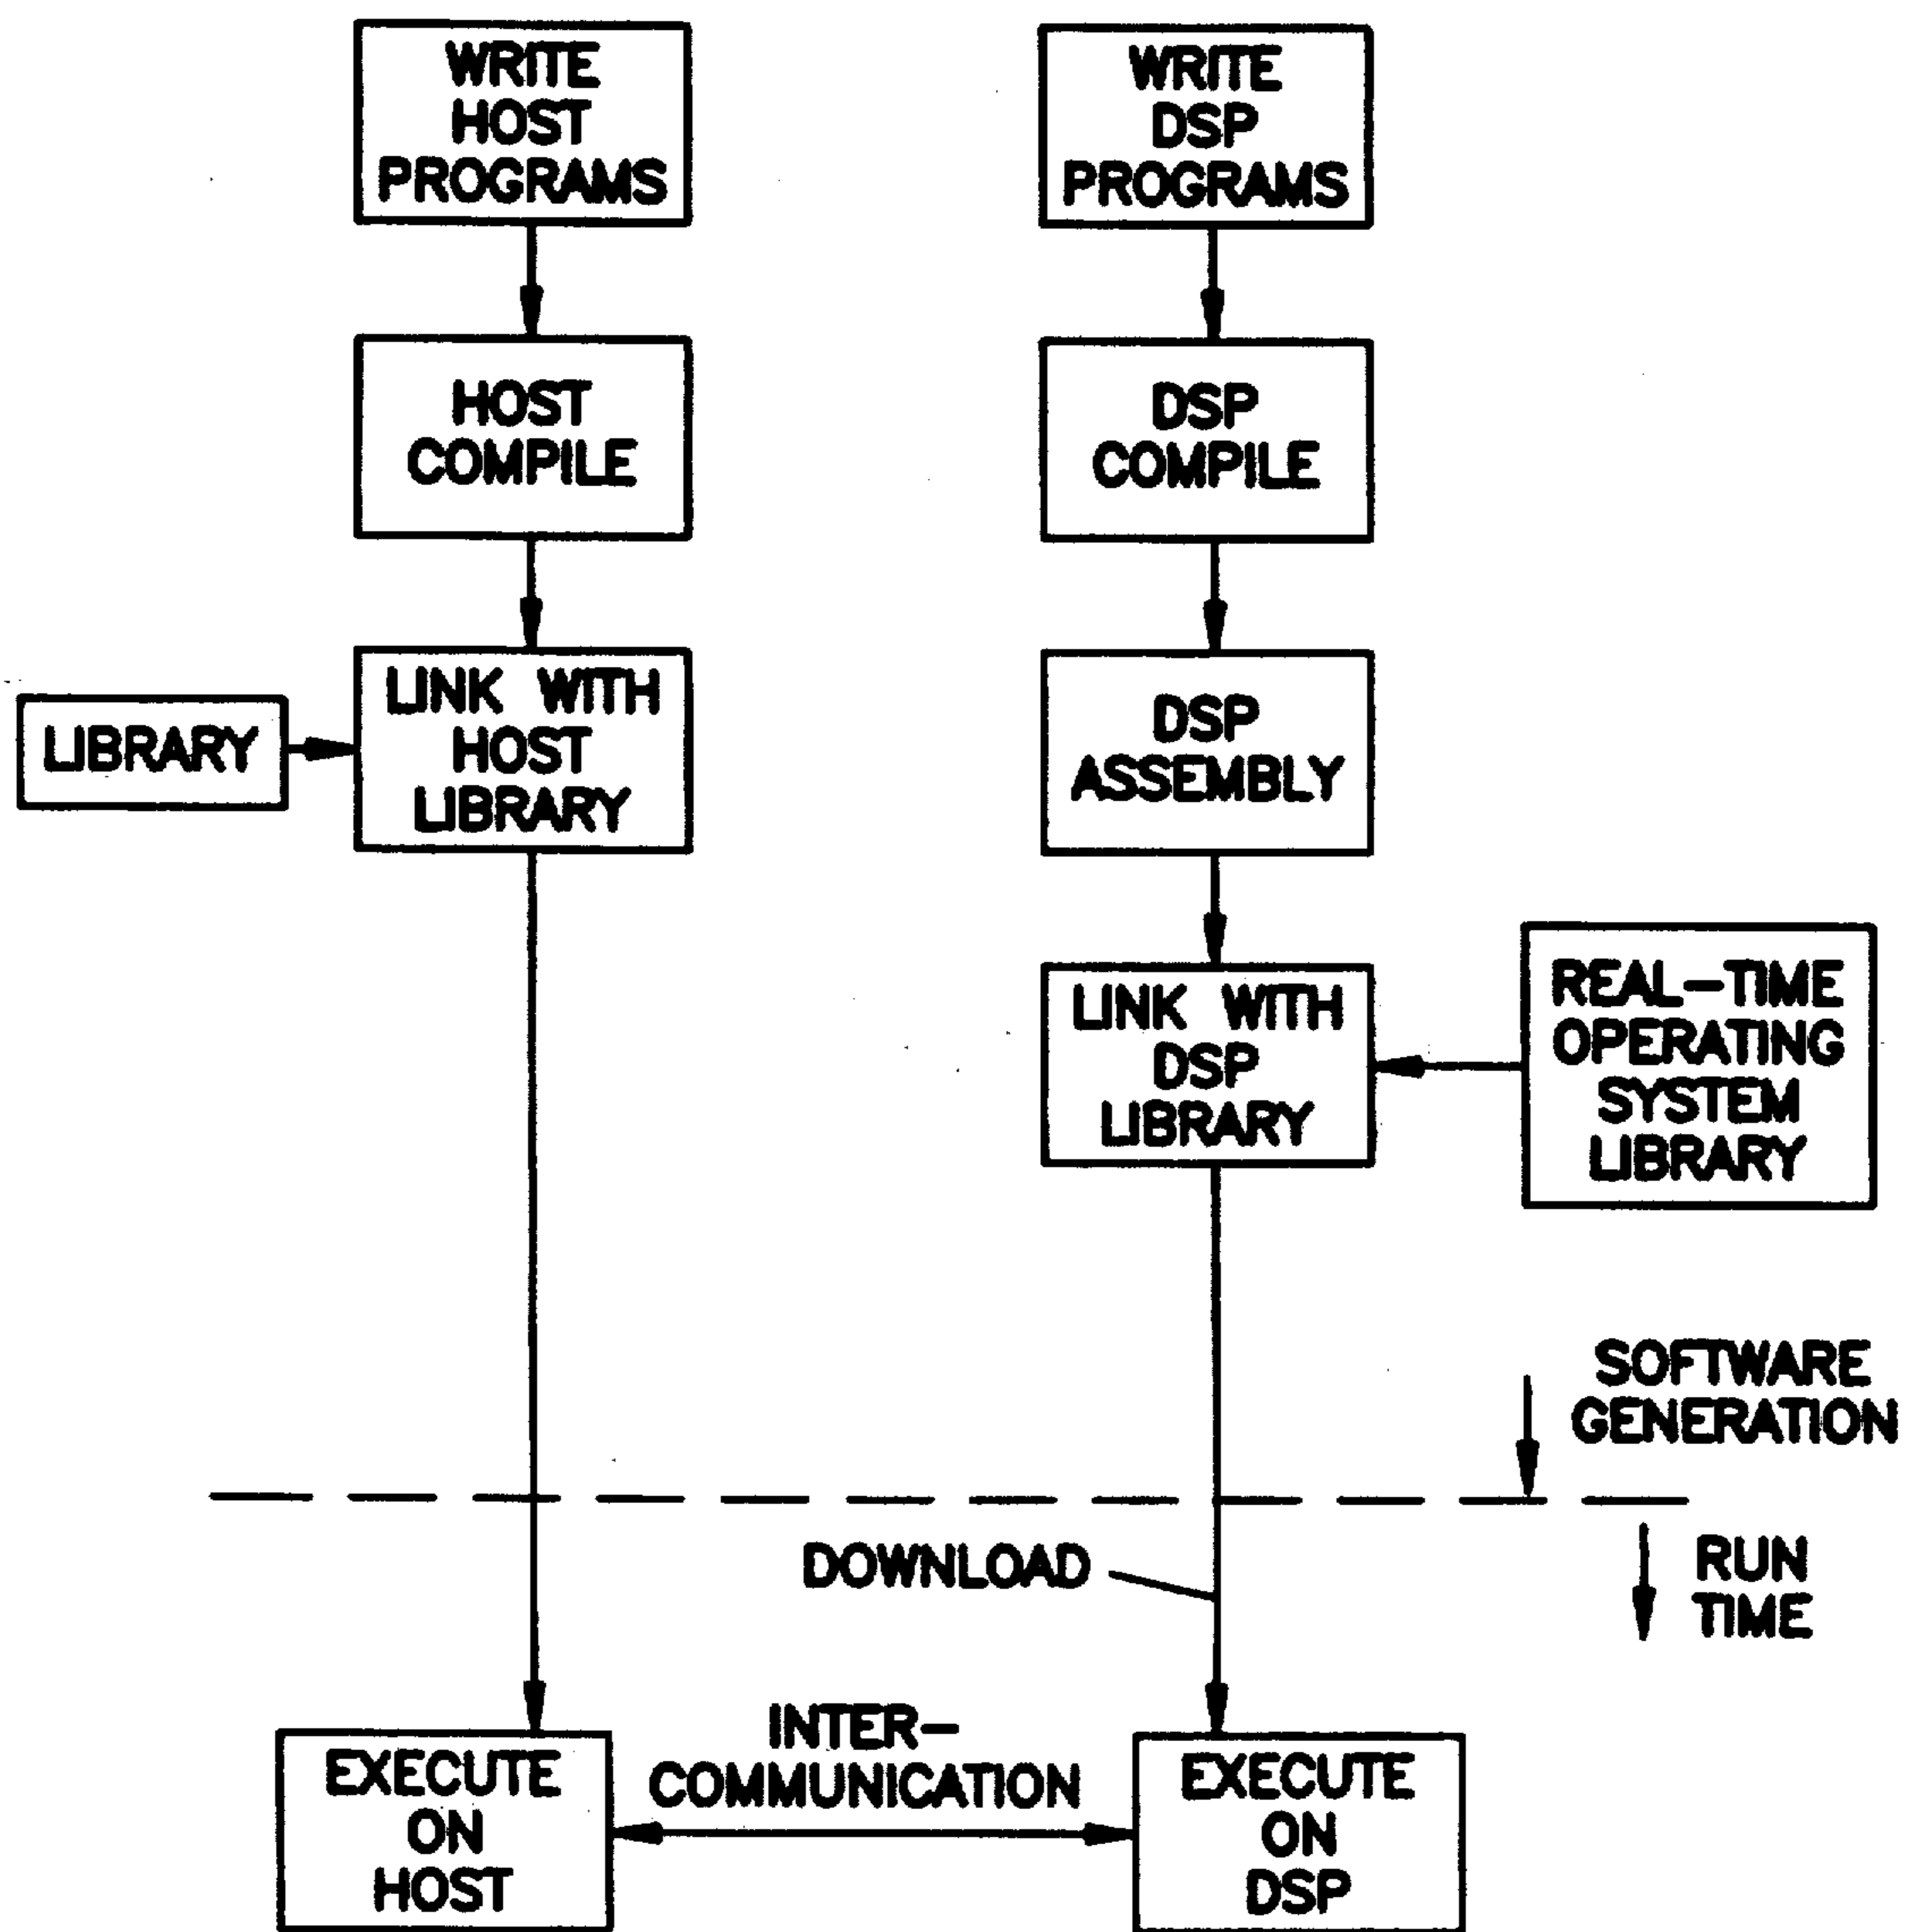 WRITE
HOST
PROGRAMS
WRITE
DSP
PROGRAMS
HOST
COMPILE
DSP
COMPILE
LIBRARY
LINK WITH
HOST
LIBRARY
DSP
ASSEMBLY
LINK WITH
DSP
LIBRARY
REAL-TIME
OPERATING
SYSTEM
LIBRARY
SOFTWARE
GENERATION
DOWNLOAD
RUN
TIME
EXECUTE
ON
HOST
INTER-
COMMUNICATION
EXECUTE
ON
DSP